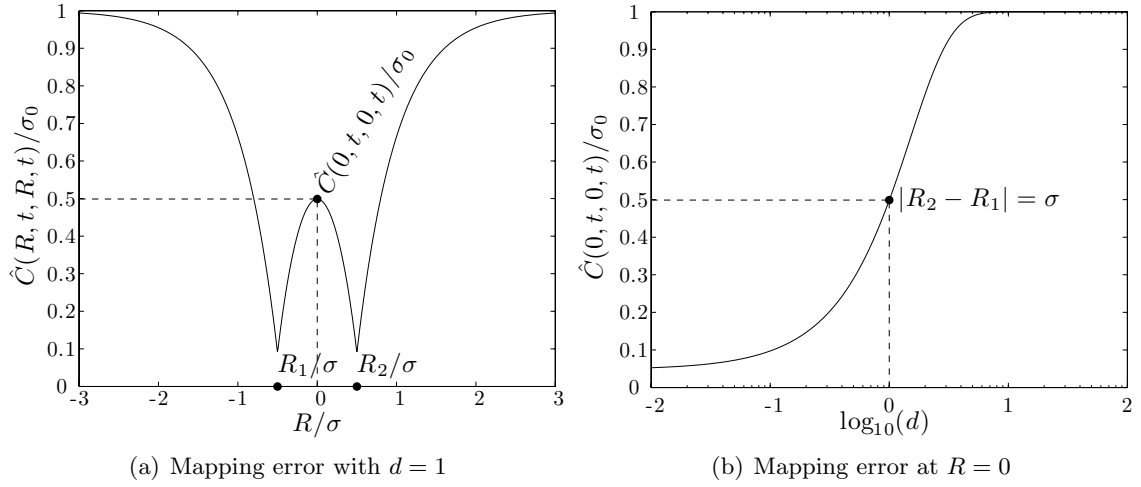 1
0.9
0.8
0.7
0.6
0.5
0.4
0.3
0.2
0.1
0
Ĉ(R, t, R, t)/σ₀
Ĉ(0, t, 0, t)/σ₀
R₁/σ
R₂/σ
-3 -2 -1 0 1 2 3
R/σ
(a) Mapping error with d = 1
1
0.9
0.8
0.7
0.6
0.5
0.4
0.3
0.2
0.1
0
Ĉ(0, t, 0, t)/σ₀
|R₂ − R₁| = σ
-2 -1 0 1 2
log₁₀(d)
(b) Mapping error at R = 0